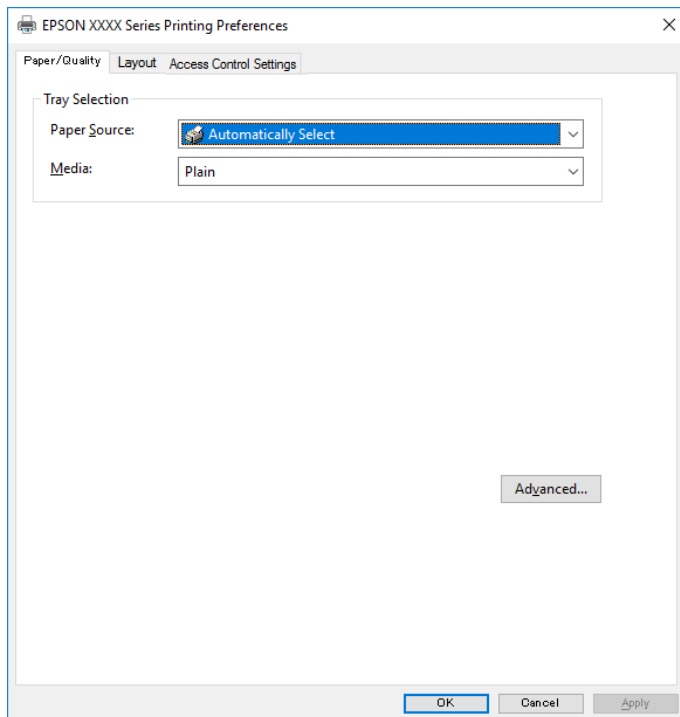 EPSON XXXX Series Printing Preferences
Paper/Quality Layout Access Control Settings
Tray Selection
Paper Source: Automatically Select
Media: Plain
Advanced...
OK Cancel Apply